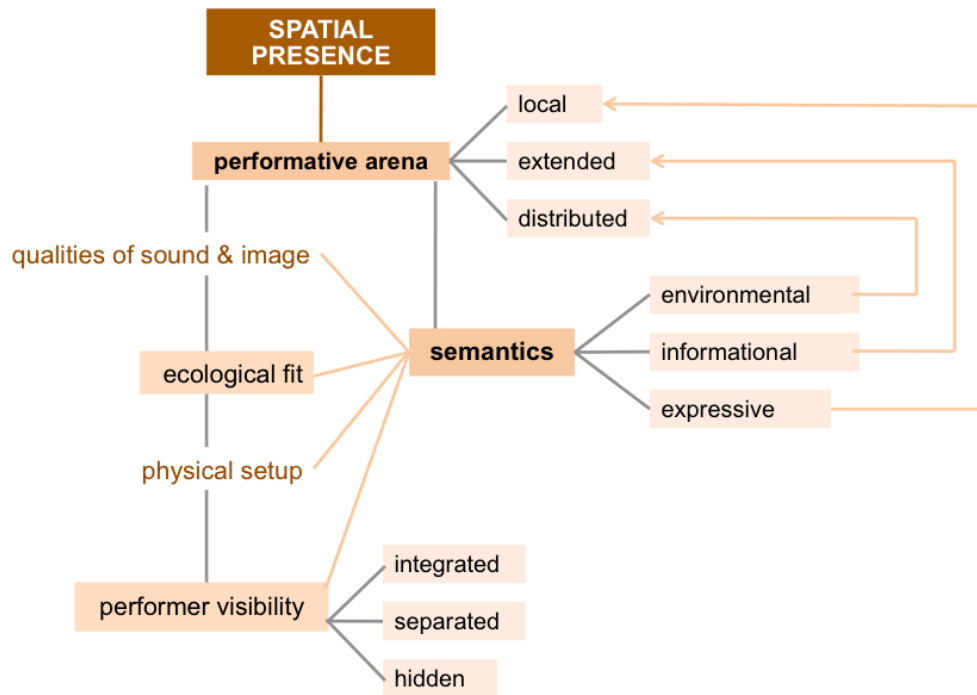 SPATIAL
PRESENCE
local
performative arena
extended
distributed
qualities of sound & image
environmental
semantics
informational
ecological fit
expressive
physical setup
integrated
performer visibility
separated
hidden